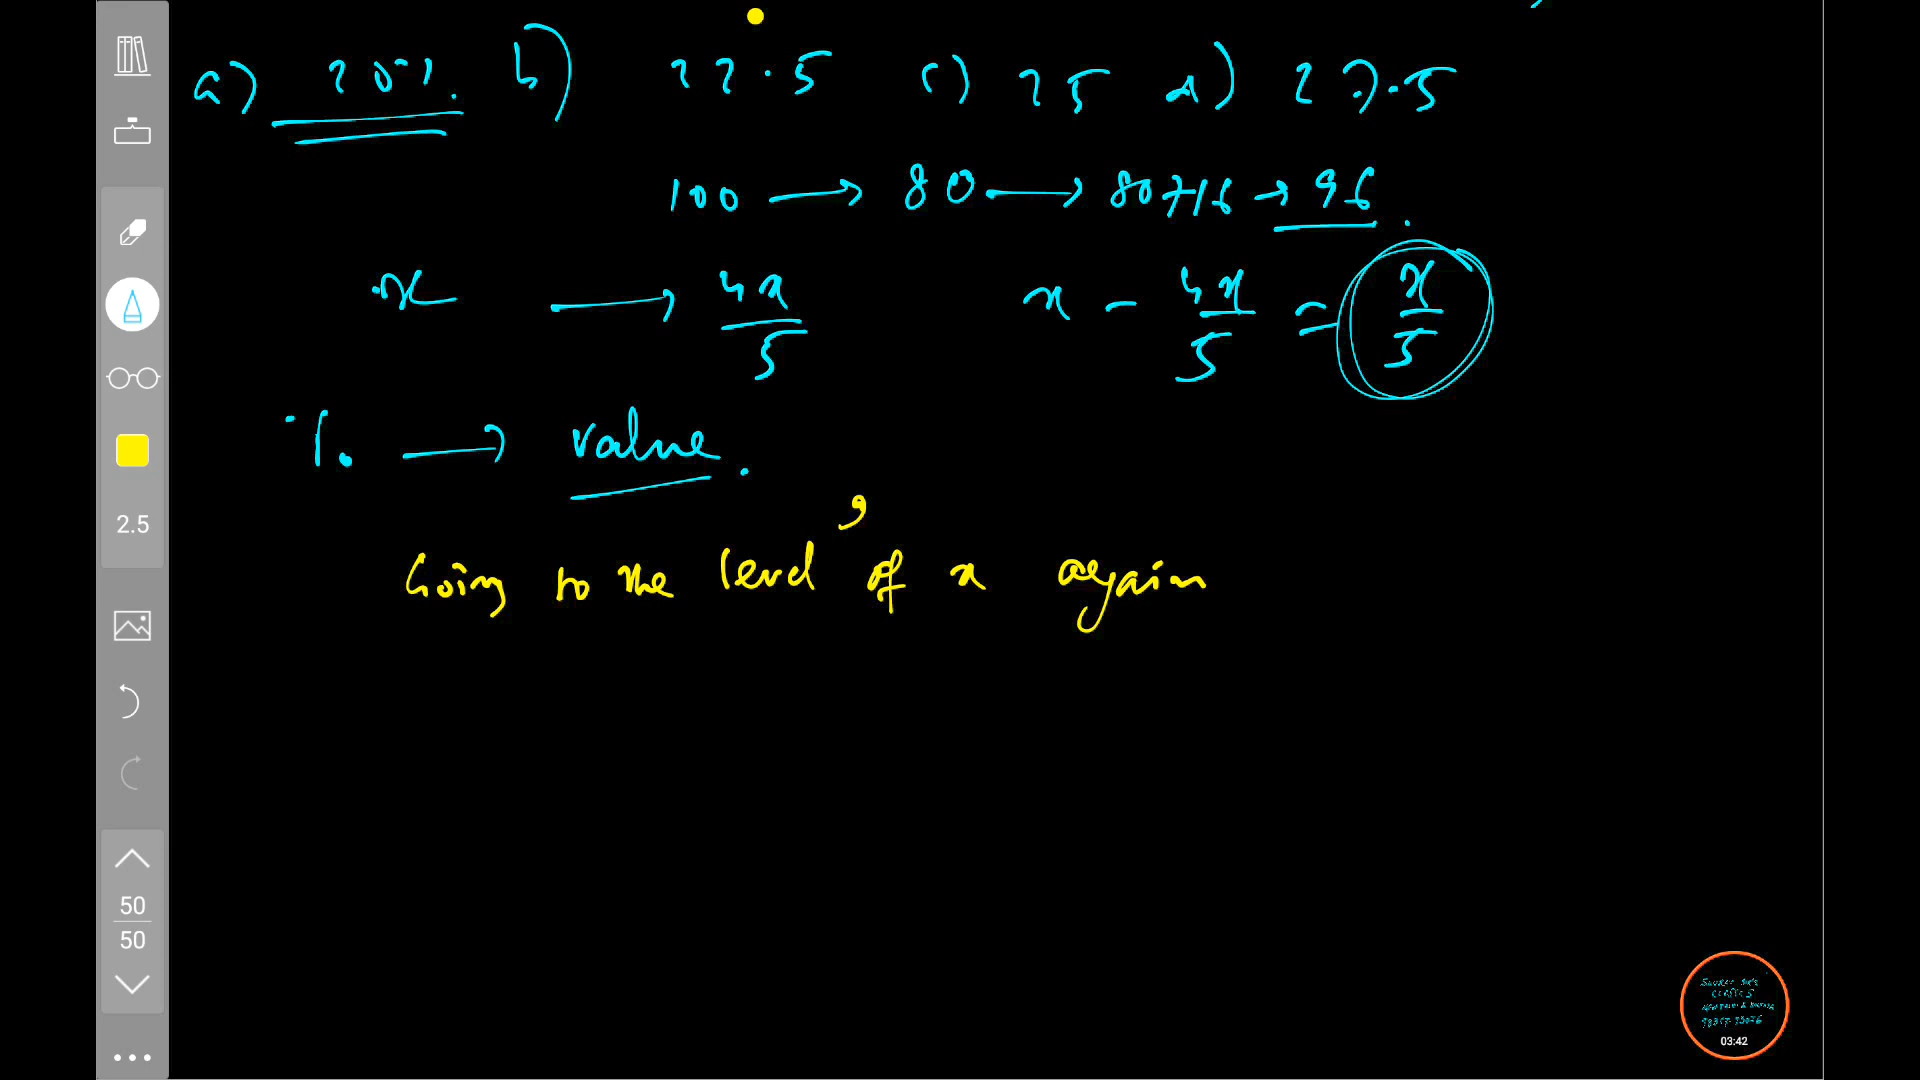 a) 20%. b) 22.5 c) 25 d) 27.5
100 → 80 → 80+16 → 96.
x → 4x/5 x - 4x/5 = x/5
% → value.
Going to the level of x again
2.5
50
50
03:42